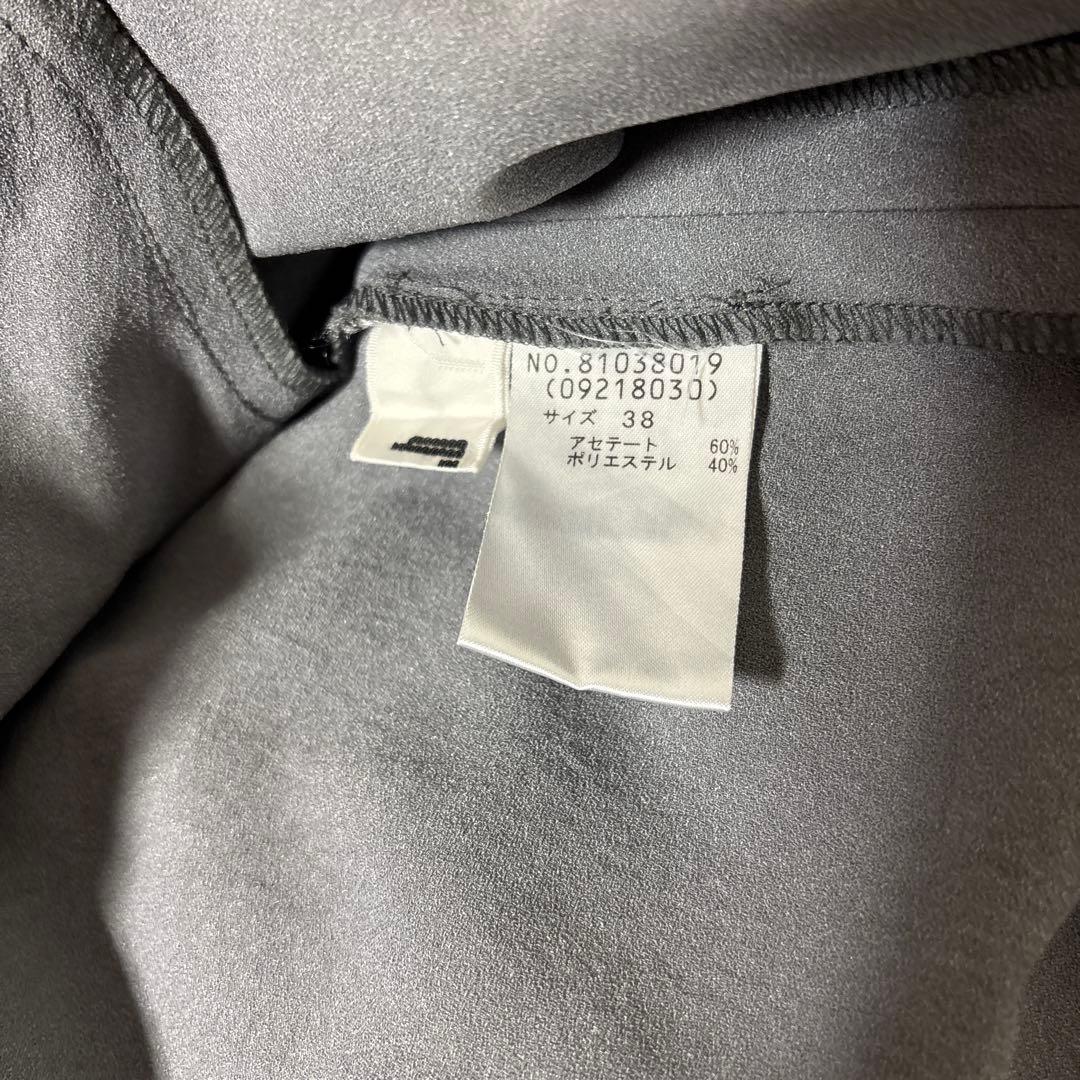 NO.81038019
(09218030)
サイズ 38
アセテート 60%
ポリエステル 40%